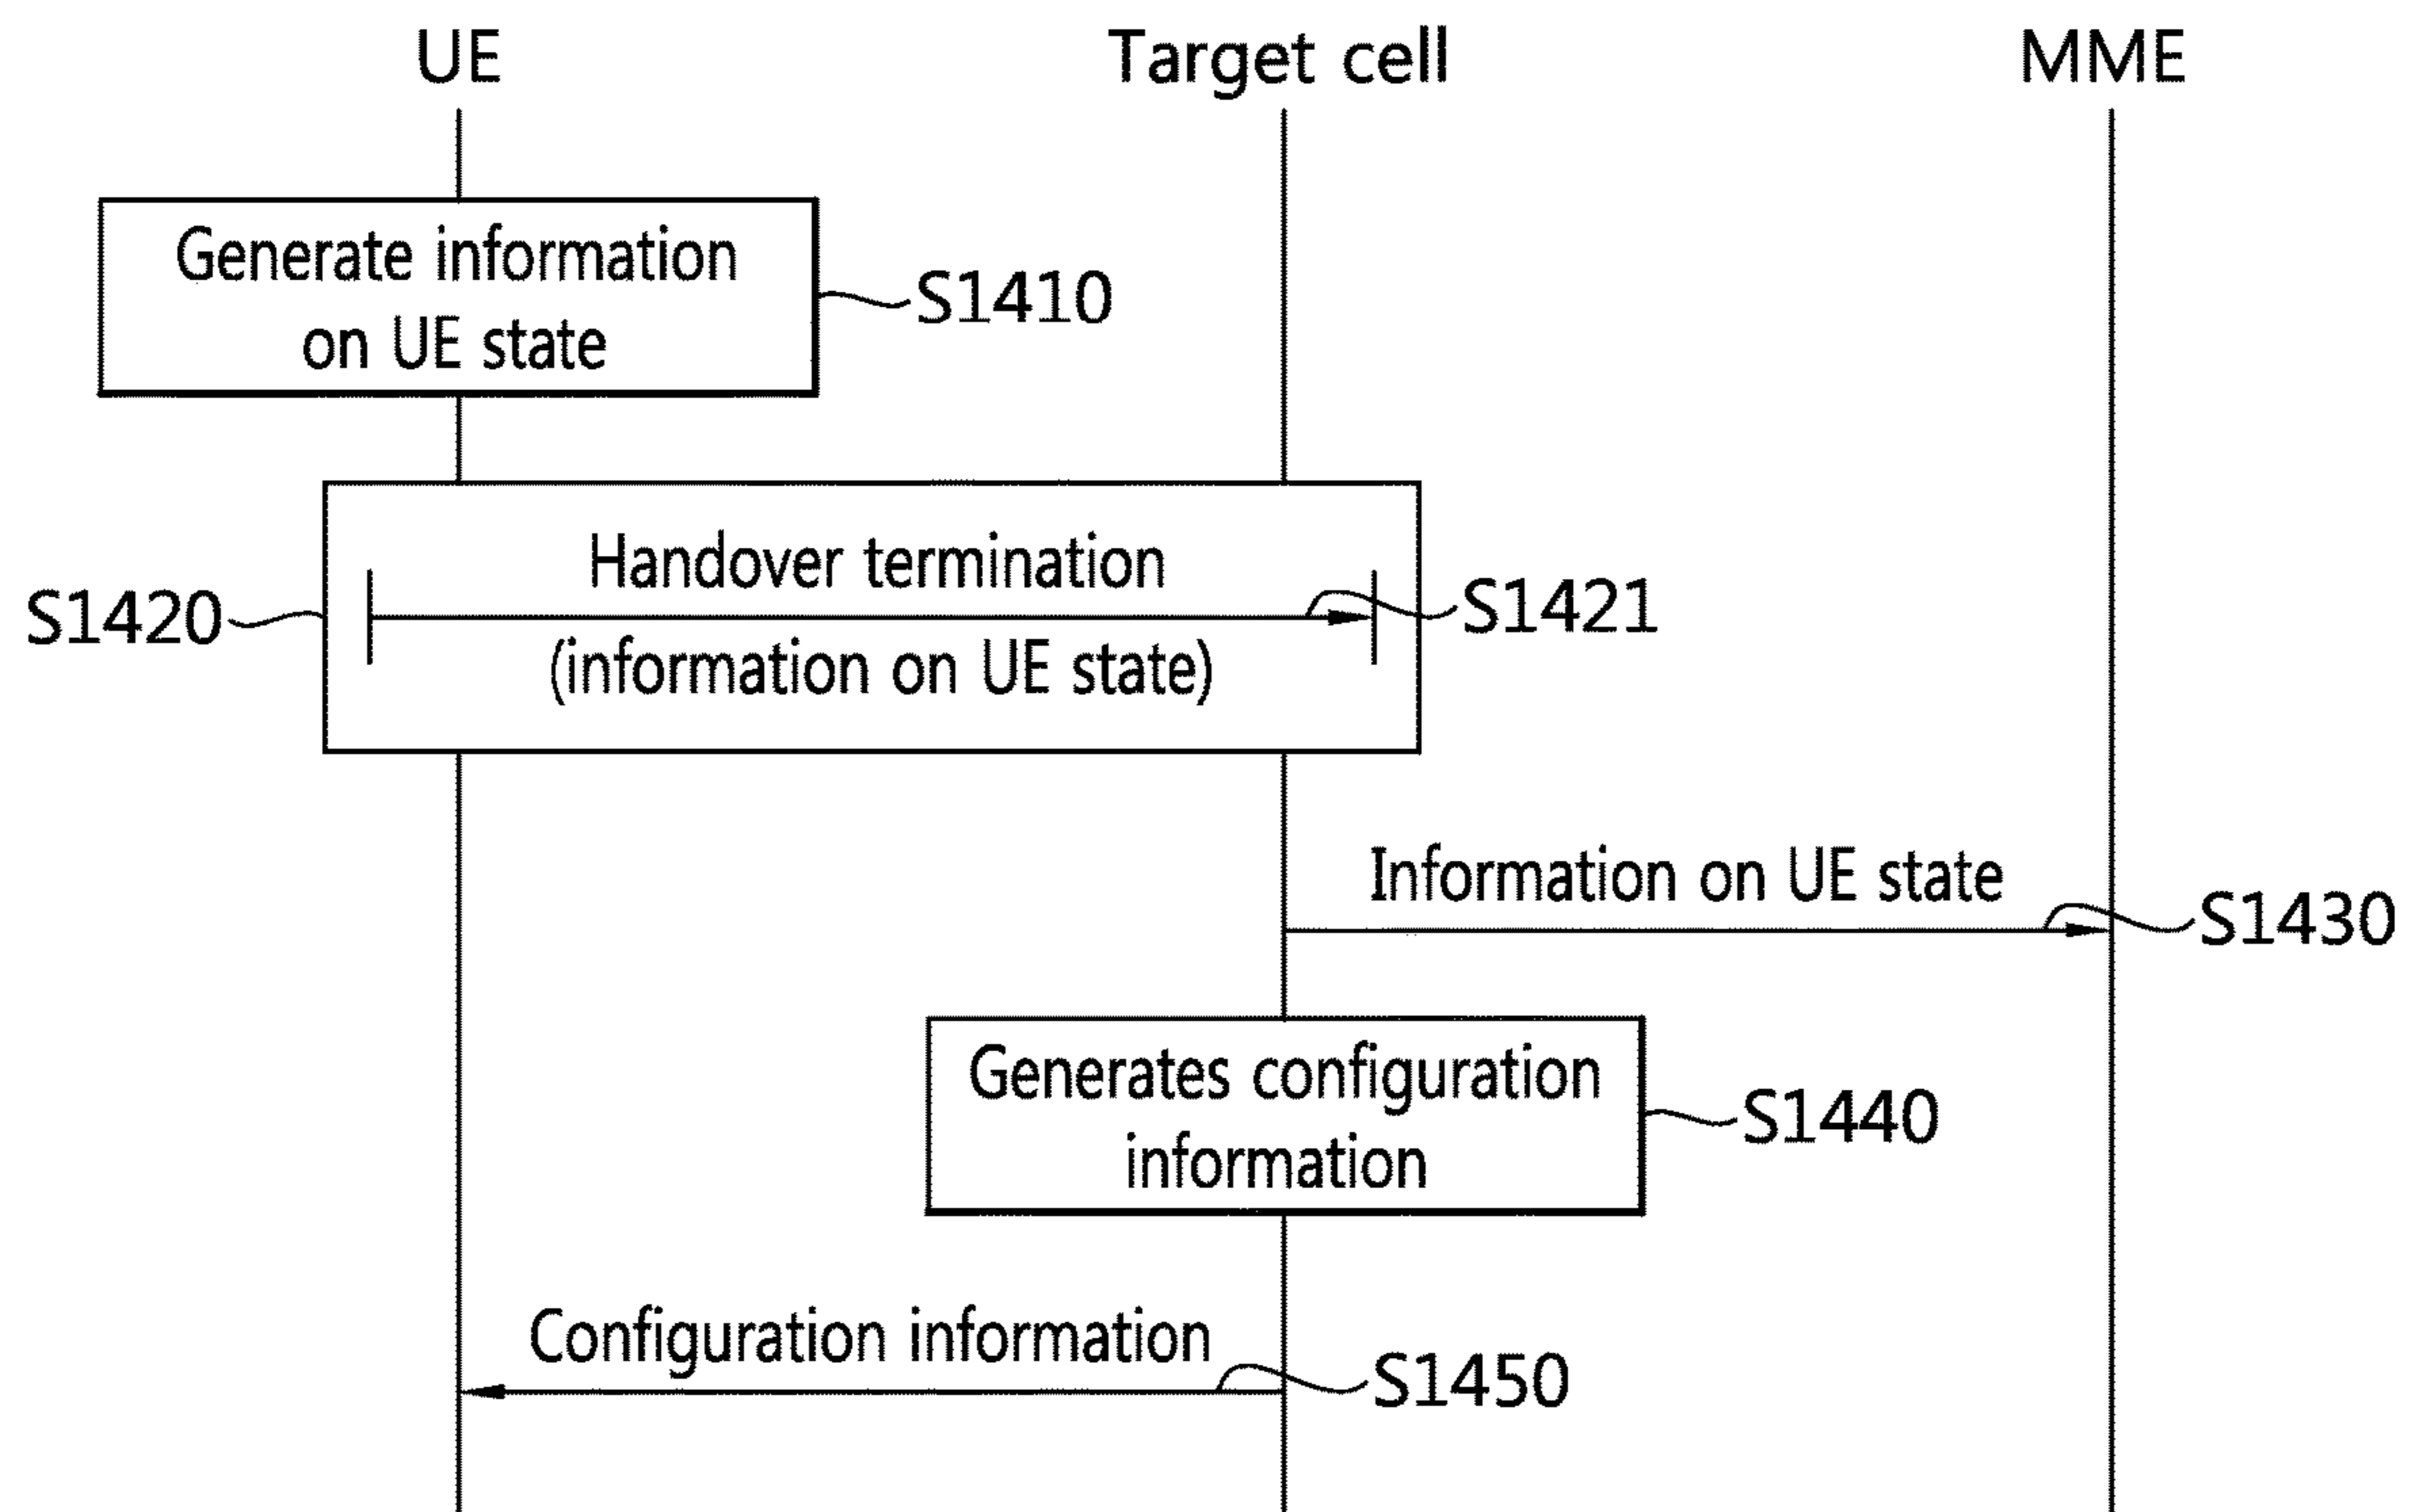 UE
Target cell
MME
Generate information
on UE state
S1410
Handover termination
S1420
S1421
(information on UE state)
Information on UE state
S1430
Generates configuration
information
S1440
Configuration information
S1450